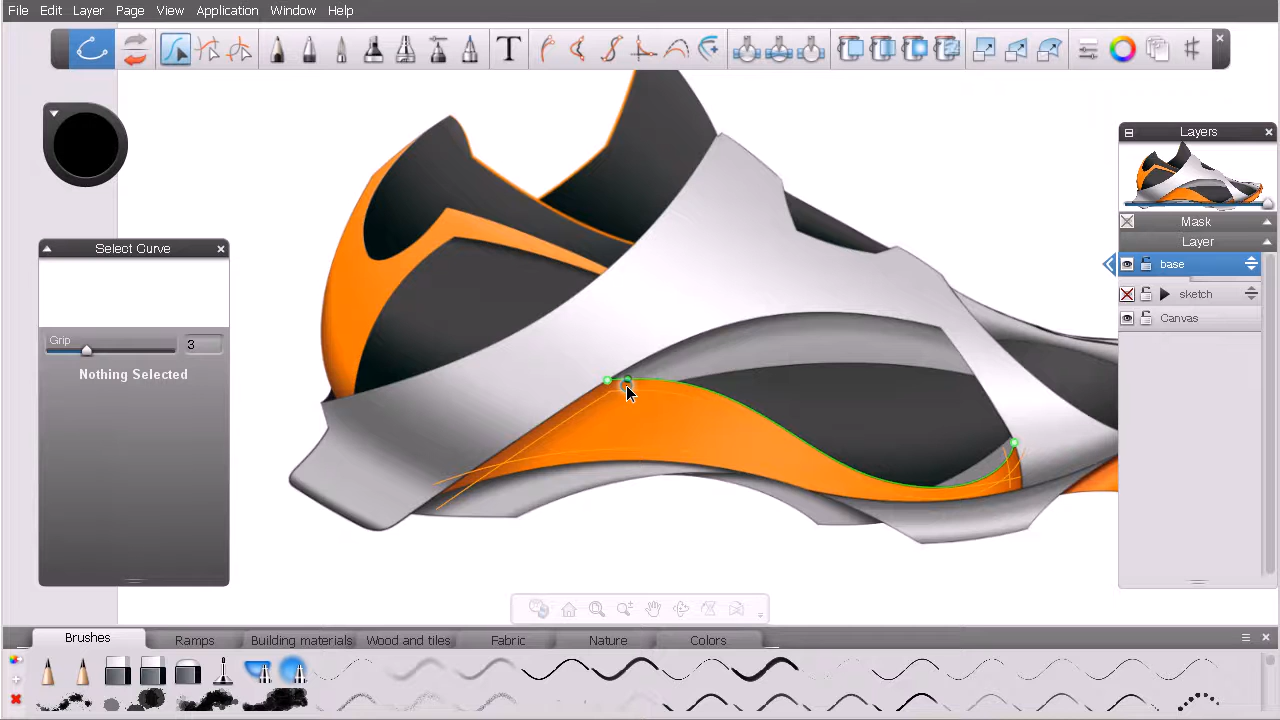 File Edit Layer Page View Application Window Help
T
Layers
Mask
Layer
base
sketch
Canvas
Select Curve
Grip 3
Nothing Selected
Brushes Ramps Building materials Wood and tiles Fabric Nature Colors